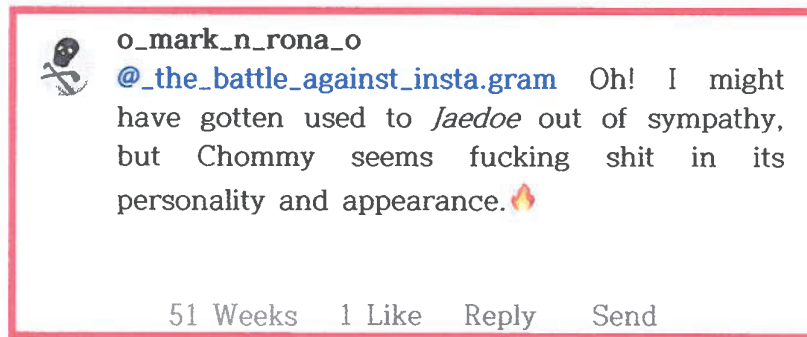 o_mark_n_rona_o
@_the_battle_against_insta.gram Oh! I might
have gotten used to Jaedoe out of sympathy,
but Chommy seems fucking shit in its
personality and appearance.🔥
51 Weeks 1 Like Reply Send